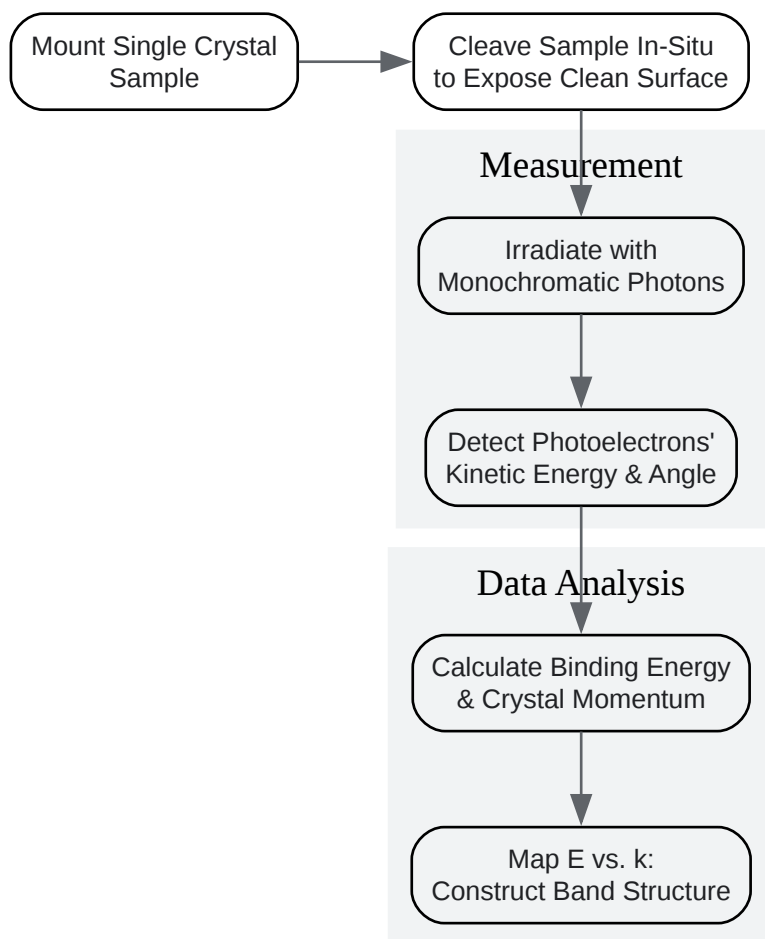 Mount Single Crystal
Sample
Cleave Sample In-Situ
to Expose Clean Surface
Measurement
Irradiate with
Monochromatic Photons
Detect Photoelectrons'
Kinetic Energy & Angle
Data Analysis
Calculate Binding Energy
& Crystal Momentum
Map E vs. k:
Construct Band Structure